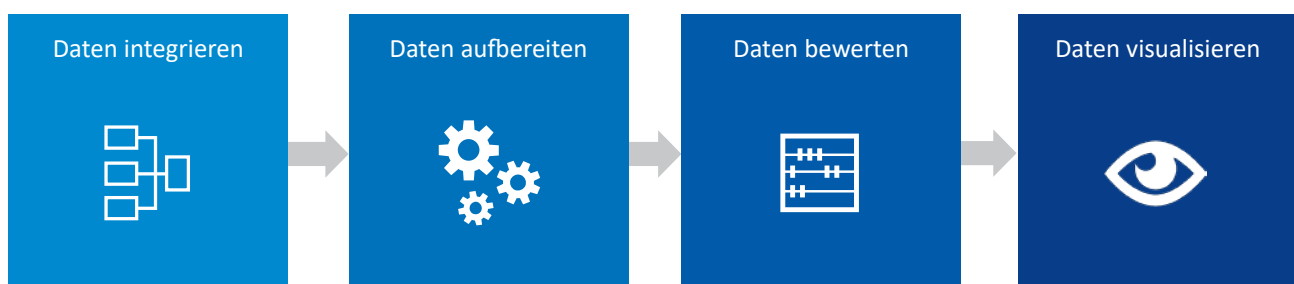 Daten integrieren
Daten aufbereiten
Daten bewerten
Daten visualisieren